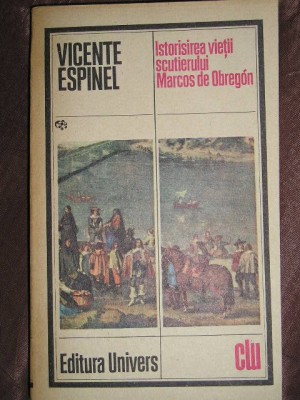 VICENTE
ESPINEL
Istorisirea vieții
scutierului
Marcos de Obregón
Editura Univers
clu